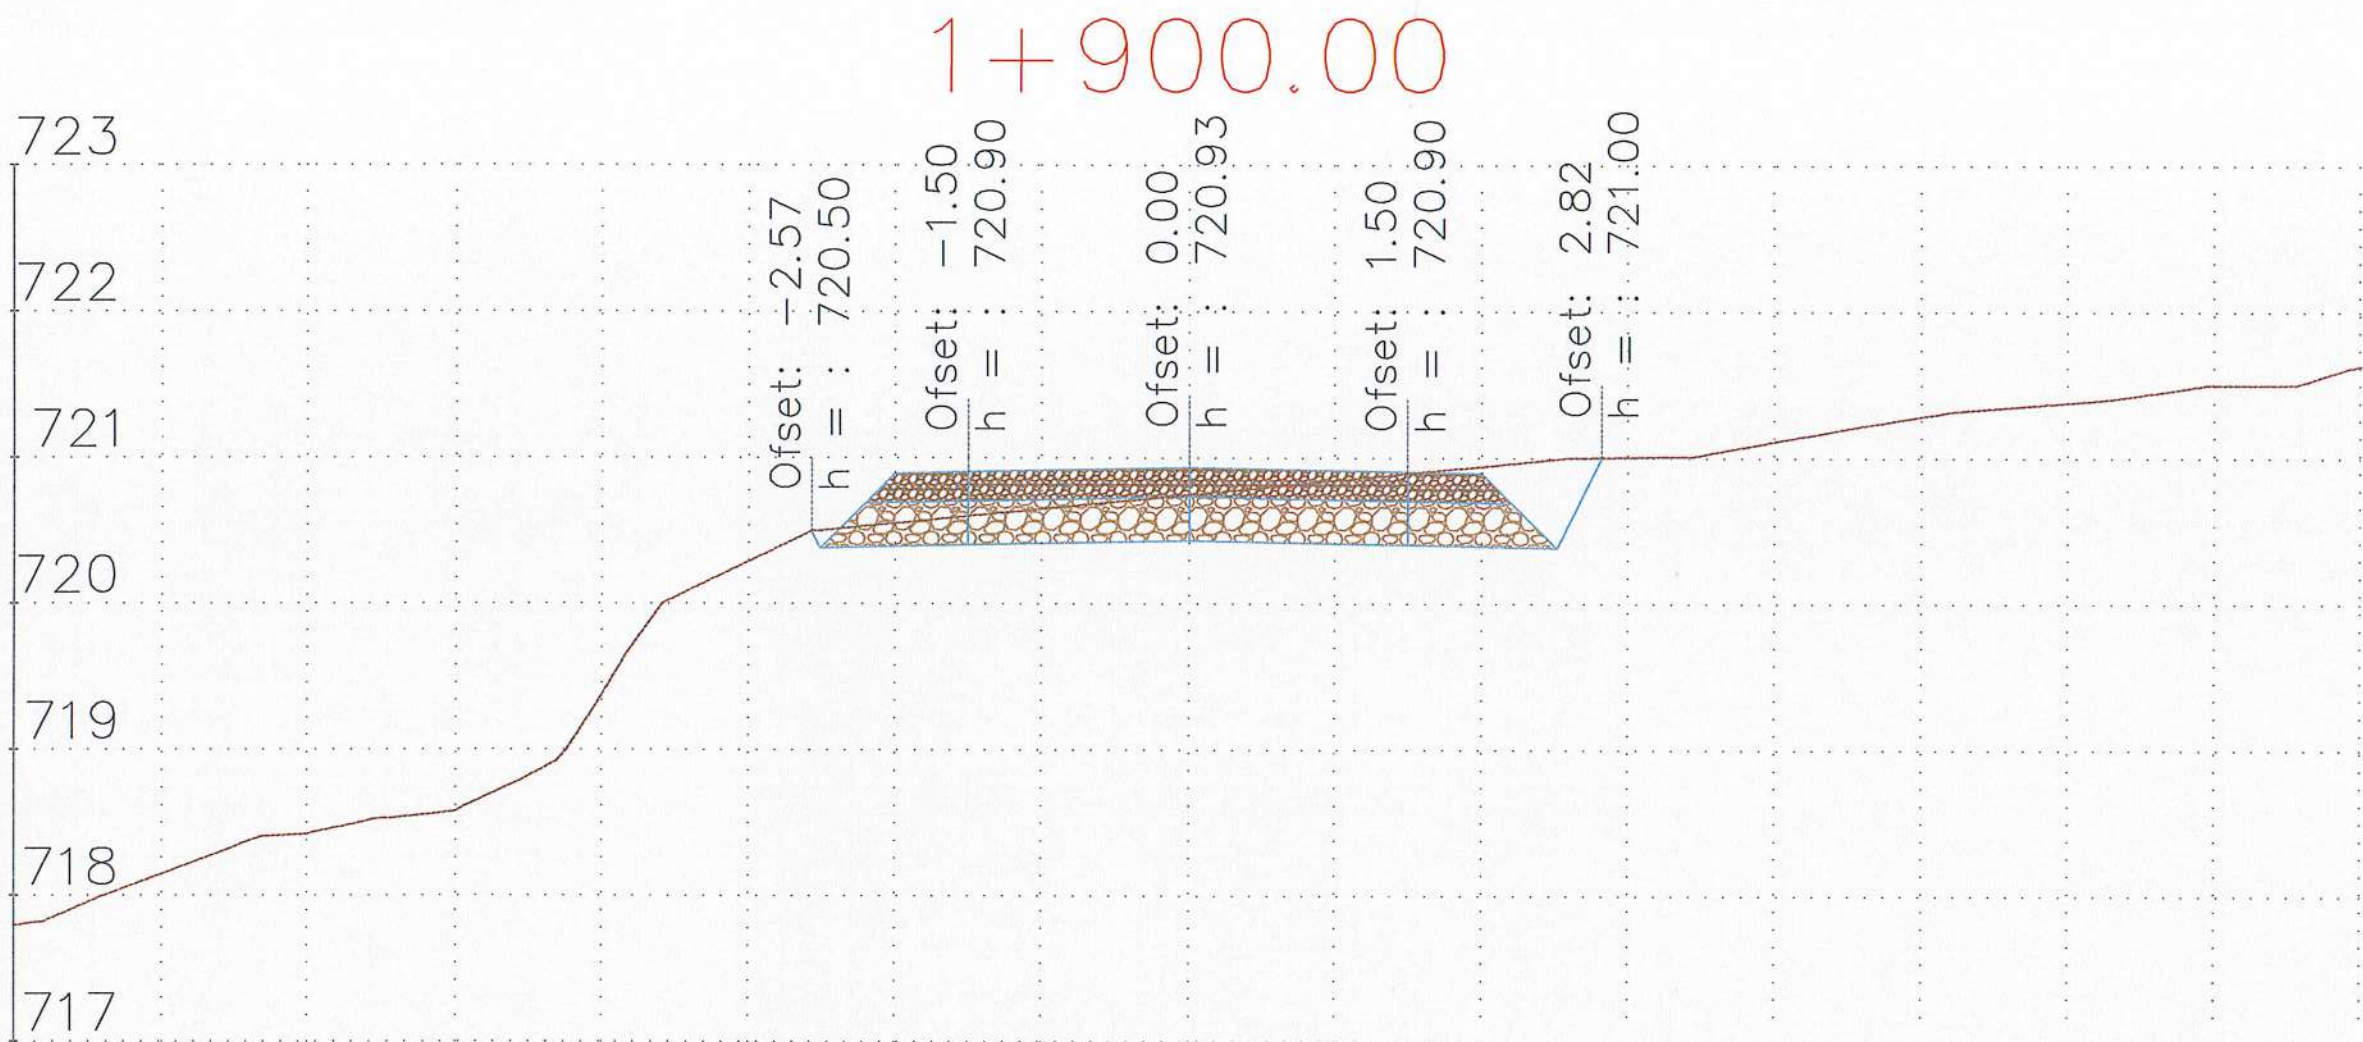 1+900.00
723
722
721
720
719
718
717
Ofset: -2.57
h = : 720.50
Ofset: -1.50
h = : 720.90
Ofset: 0.00
h = : 720.93
Ofset: 1.50
h = : 720.90
Ofset: 2.82
h = : 721.00